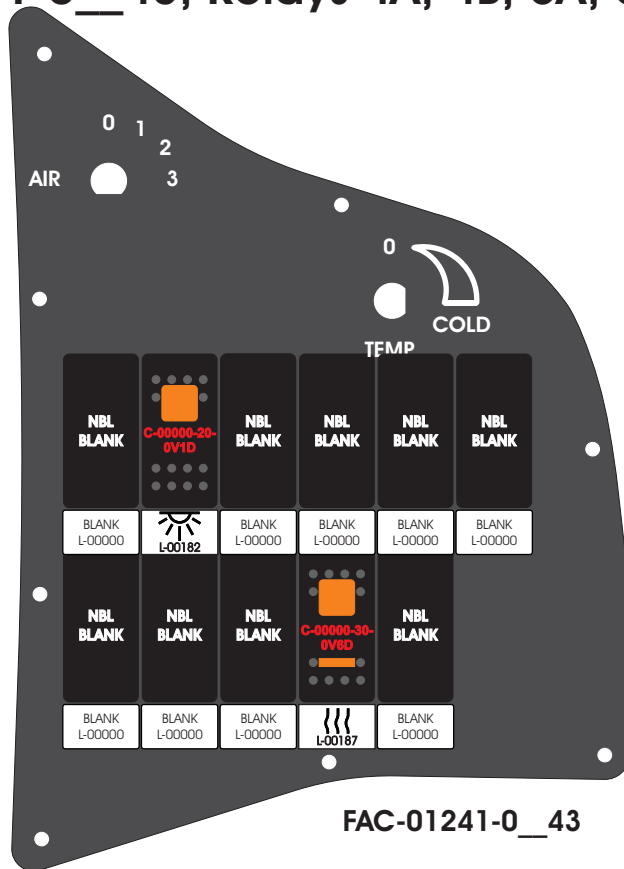 0
1
2
AIR
3
0
COLD
TEMP
NBL BLANK
C-00000-20-0V1D
NBL BLANK
NBL BLANK
NBL BLANK
NBL BLANK
BLANK L-00000
L-00182
BLANK L-00000
BLANK L-00000
BLANK L-00000
BLANK L-00000
NBL BLANK
NBL BLANK
NBL BLANK
C-00000-30-0V6D
NBL BLANK
BLANK L-00000
BLANK L-00000
BLANK L-00000
L-00187
BLANK L-00000
FAC-01241-0__43